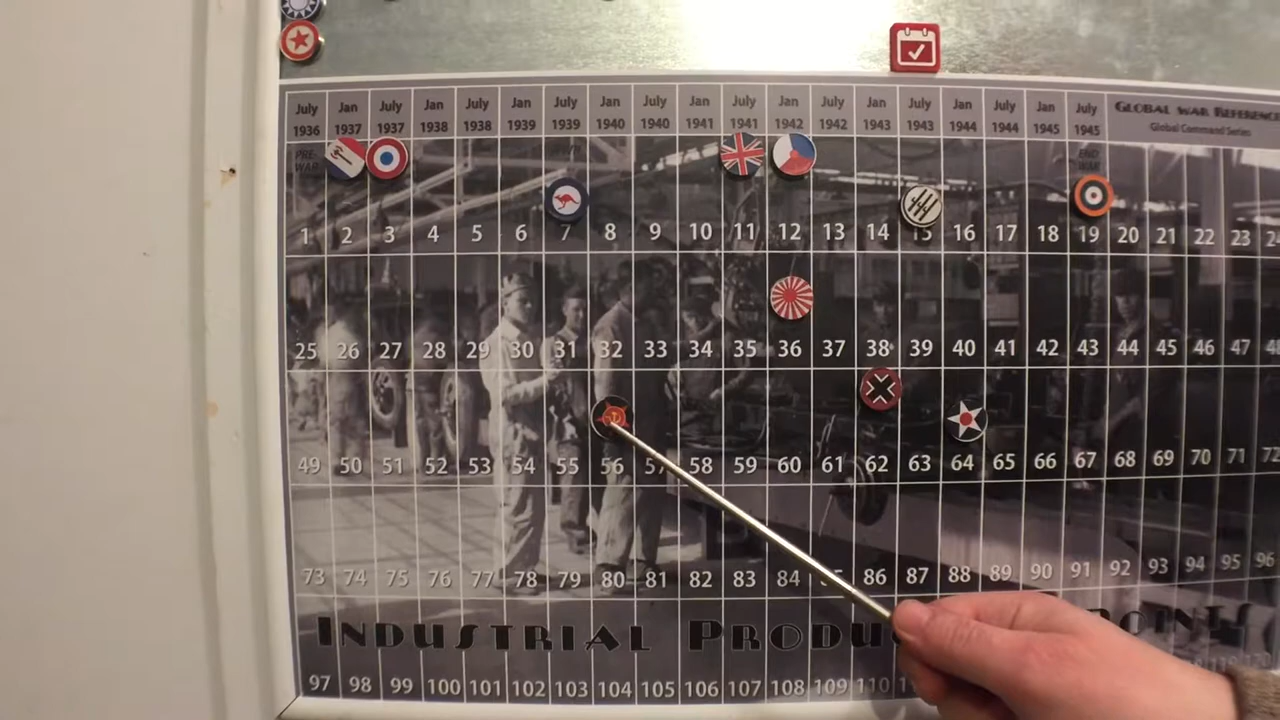 July Jan July Jan July Jan July Jan July Jan July Jan July Jan July Jan July Jan July GLOBAL WAR
1936 1937 1937 1938 1938 1939 1939 1940 1940 1941 1941 1942 1942 1943 1943 1944 1944 1945 1945 Global Command Series
PRE-WAR END WAR
1 2 3 4 5 6 7 8 9 10 11 12 13 14 15 16 17 18 19 20 21 22 23
25 26 27 28 29 30 31 32 33 34 35 36 37 38 39 40 41 42 43 44 45 46 47
49 50 51 52 53 54 55 56 57 58 59 60 61 62 63 64 65 66 67 68 69 70 71 72
73 74 75 76 77 78 79 80 81 82 83 84 86 87 88 89 90 91 92 93 94 95 96
INDUSTRIAL
97 98 99 100 101 102 103 104 105 106 107 108 109 110